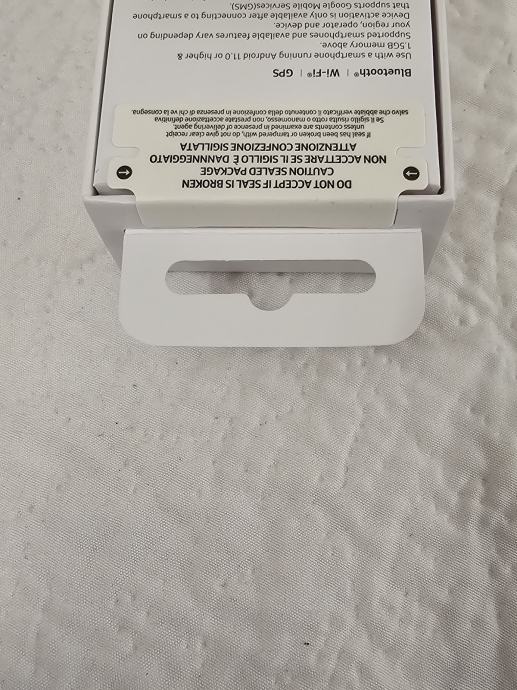 Bluetooth® | Wi-Fi® | GPS
Use with a smartphone running Android 11.0 or higher &
1.5GB memory above.
Supported smartphones and available features vary depending on
your region, operator and device.
Device activation is only available after connecting to a smartphone
that supports Google Mobile Services(GMS).
DO NOT ACCEPT IF SEAL IS BROKEN
CAUTION SEALED PACKAGE
NON ACCETTARE SE IL SIGILLO È DANNNEGGIATO
ATTENZIONE CONFEZIONE SIGILLATA
If seal has been broken or tampered with, do not give clear receipt
unless contents are examined in presence of delivering agent.
Se il sigillo risulta rotto o manomesso, non prestate accettazione definitiva
salvo che abbiate verificato il contenuto della confezione in presenza di chi ve la consegna.